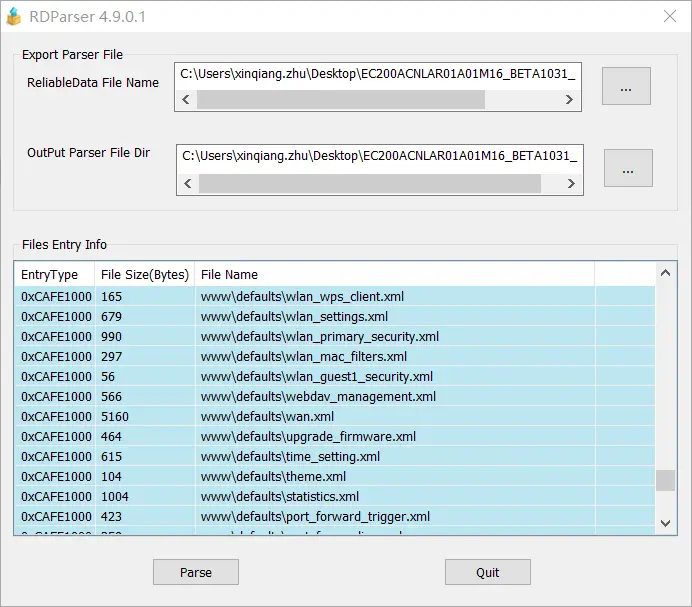 RDParser 4.9.0.1
Export Parser File
ReliableData File Name
C:\Users\xinqiang.zhu\Desktop\EC200ACNLAR01A01M16_BETA1031_
...
OutPut Parser File Dir
C:\Users\xinqiang.zhu\Desktop\EC200ACNLAR01A01M16_BETA1031_
...
Files Entry Info
EntryType File Size(Bytes) File Name
0xCAFE1000 165 www\defaults\wlan_wps_client.xml
0xCAFE1000 679 www\defaults\wlan_settings.xml
0xCAFE1000 990 www\defaults\wlan_primary_security.xml
0xCAFE1000 297 www\defaults\wlan_mac_filters.xml
0xCAFE1000 56 www\defaults\wlan_guest1_security.xml
0xCAFE1000 566 www\defaults\webdav_management.xml
0xCAFE1000 5160 www\defaults\wan.xml
0xCAFE1000 464 www\defaults\upgrade_firmware.xml
0xCAFE1000 615 www\defaults\time_setting.xml
0xCAFE1000 104 www\defaults\theme.xml
0xCAFE1000 1004 www\defaults\statistics.xml
0xCAFE1000 423 www\defaults\port_forward_trigger.xml
0xCAFE1000
Parse Quit